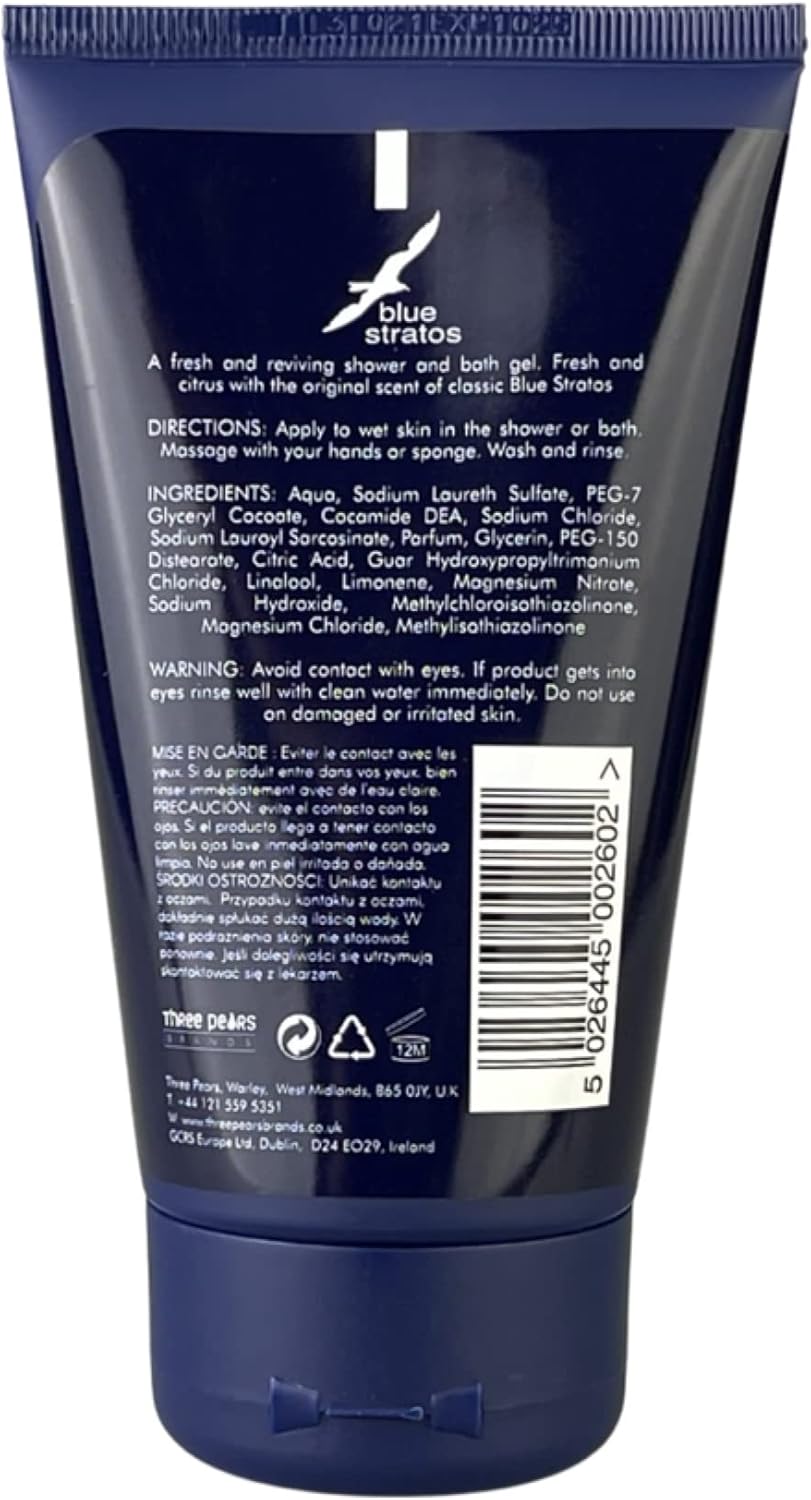 blue
stratos
A fresh and reviving shower and bath gel. Fresh and
citrus with the original scent of classic Blue Stratos
DIRECTIONS: Apply to wet skin in the shower or bath.
Massage with your hands or sponge. Wash and rinse.
INGREDIENTS: Aqua, Sodium Laureth Sulfate, PEG-7
Glyceryl Cocoate, Cocamide DEA, Sodium Chloride,
Sodium Lauroyl Sarcosinate, Parfum, Glycerin, PEG-150
Distearate, Citric Acid, Guar Hydroxypropyltrimonium
Chloride, Linalool, Limonene, Magnesium Nitrate,
Sodium Hydroxide, Methylchloroisothiazolinone,
Magnesium Chloride, Methylisothiazolinone
WARNING: Avoid contact with eyes. If product gets into
eyes rinse well with clean water immediately. Do not use
on damaged or irritated skin.
MISE EN GARDE : Eviter le contact avec les
yeux. Si du produit entre dans vos yeux, bien
rinser immédiatement avec de l'eau claire.
PRECAUCIÓN: evite el contacto con los
ojos. Si el producto llega a tener contacto
con los ojos lave inmediatamente con agua
limpia. No use en piel irritada o dañada.
ŚRODKI OSTROŻNOŚCI: Unikać kontaktu
z oczami. Przypadku kontaktu z oczami,
dokładnie spłukać dużą ilością wody. W
razie podraznienia skóry, nie stosować
ponownie. Jeśli dolegliwości się utrzymują
skontaktować się z lekarzem.
THREE PEARS
BRANDS
12M
Three Pears, Warley, West Midlands, B65 0JY, U.K
T. +44 121 559 5351
W: www.threepearsbrands.co.uk
GCRS Europe Ltd, Dublin, D24 EO29, Ireland
5 026445 002602 >